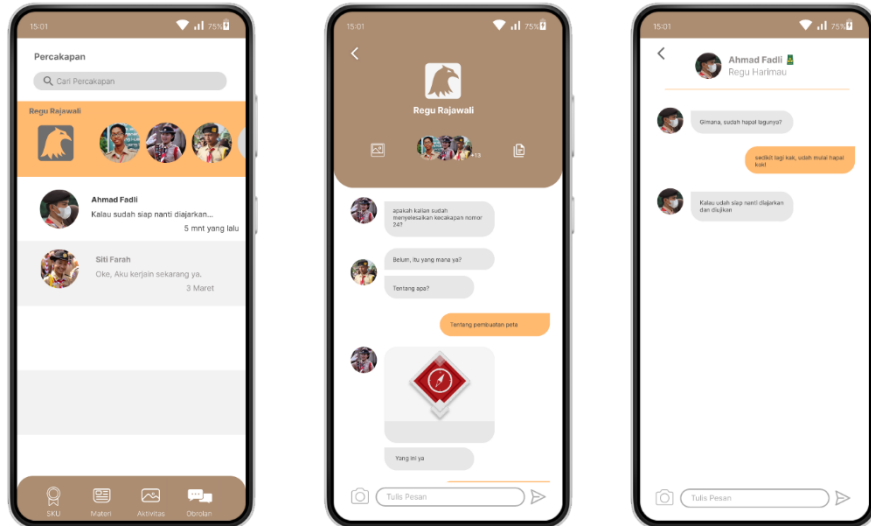 15:01
75%
Percakapan
Cari Percakapan
Regu Rajawali
Ahmad Fadli
Kalau sudah siap nanti diajarkan...
5 mnt yang lalu
Siti Farah
Oke, Aku kerjain sekarang ya.
3 Maret
SKU
Materi
Aktivitas
Obrolan
15:01
75%
Regu Rajawali
+13
apakah kalian sudah
menyelesaikan kecakapan nomor
24?
Belum, itu yang mana ya?
Tentang apa?
Tentang pembuatan peta
Yang ini ya
Tulis Pesan
15:01
75%
Ahmad Fadli
Regu Harimau
Gimana, sudah hapal lagunya?
sedikit lagi kak, udah mulai hapal
kok!
Kalau udah siap nanti diajarkan
dan diujikan
Tulis Pesan